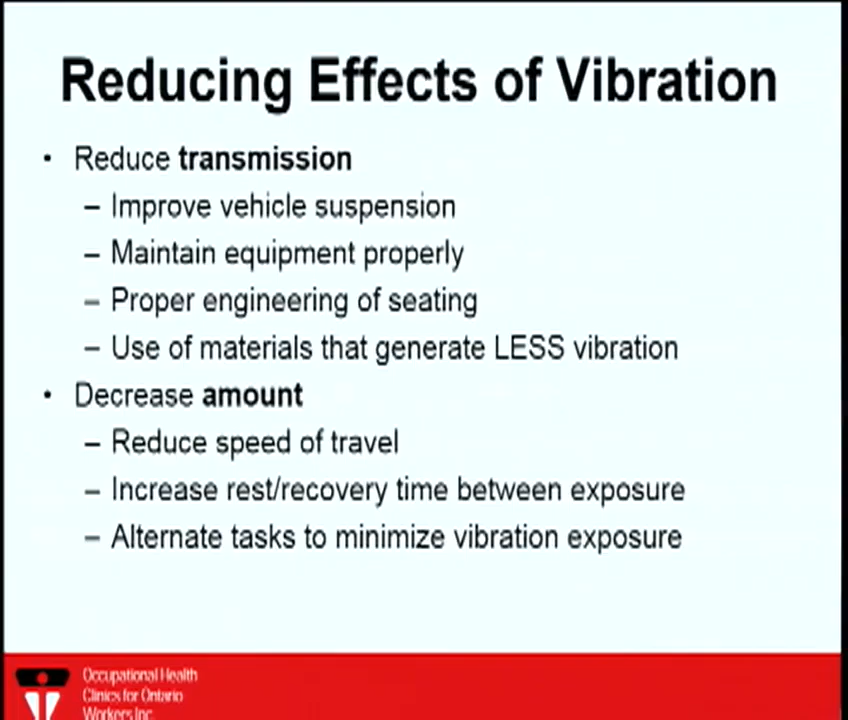 Reducing Effects of Vibration
• Reduce transmission
– Improve vehicle suspension
– Maintain equipment properly
– Proper engineering of seating
– Use of materials that generate LESS vibration
• Decrease amount
– Reduce speed of travel
– Increase rest/recovery time between exposure
– Alternate tasks to minimize vibration exposure
Occupational Health
Clinics for Ontario
Workers Inc.